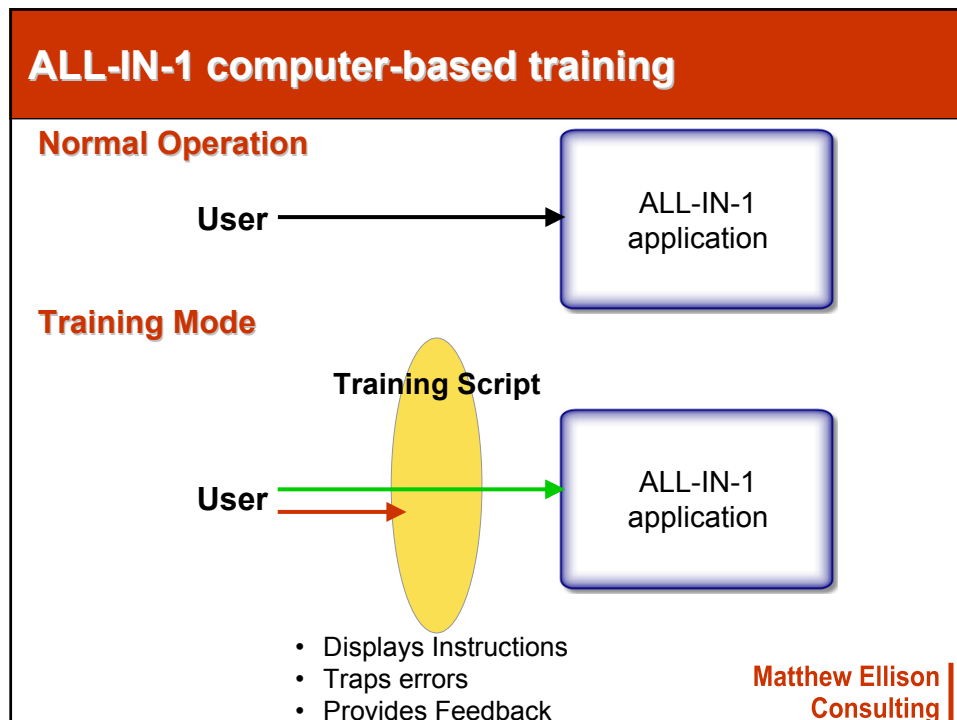 ALL-IN-1 computer-based training
Normal Operation
User
ALL-IN-1
application
Training Mode
Training Script
User
ALL-IN-1
application
• Displays Instructions
• Traps errors
• Provides Feedback
Matthew Ellison
Consulting